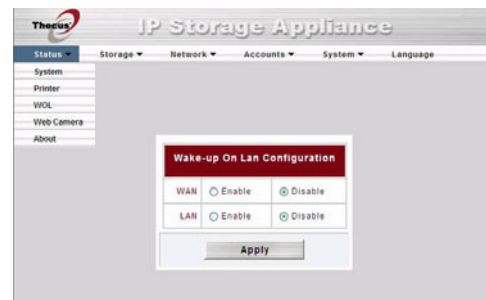 Thecus
IP Storage Appliance
Status Storage Network Accounts System Language
System
Printer
WOL
Web Camera
About
Wake-up On Lan Configuration
WAN Enable Disable
LAN Enable Disable
Apply